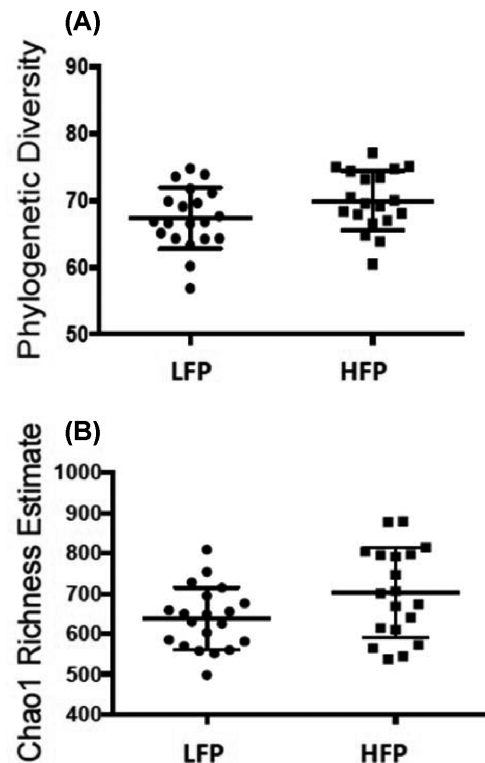 (A)
Phylogenetic Diversity
90
80
70
60
50
LFP
HFP
(B)
Chao1 Richness Estimate
1000
900
800
700
600
500
400
LFP
HFP